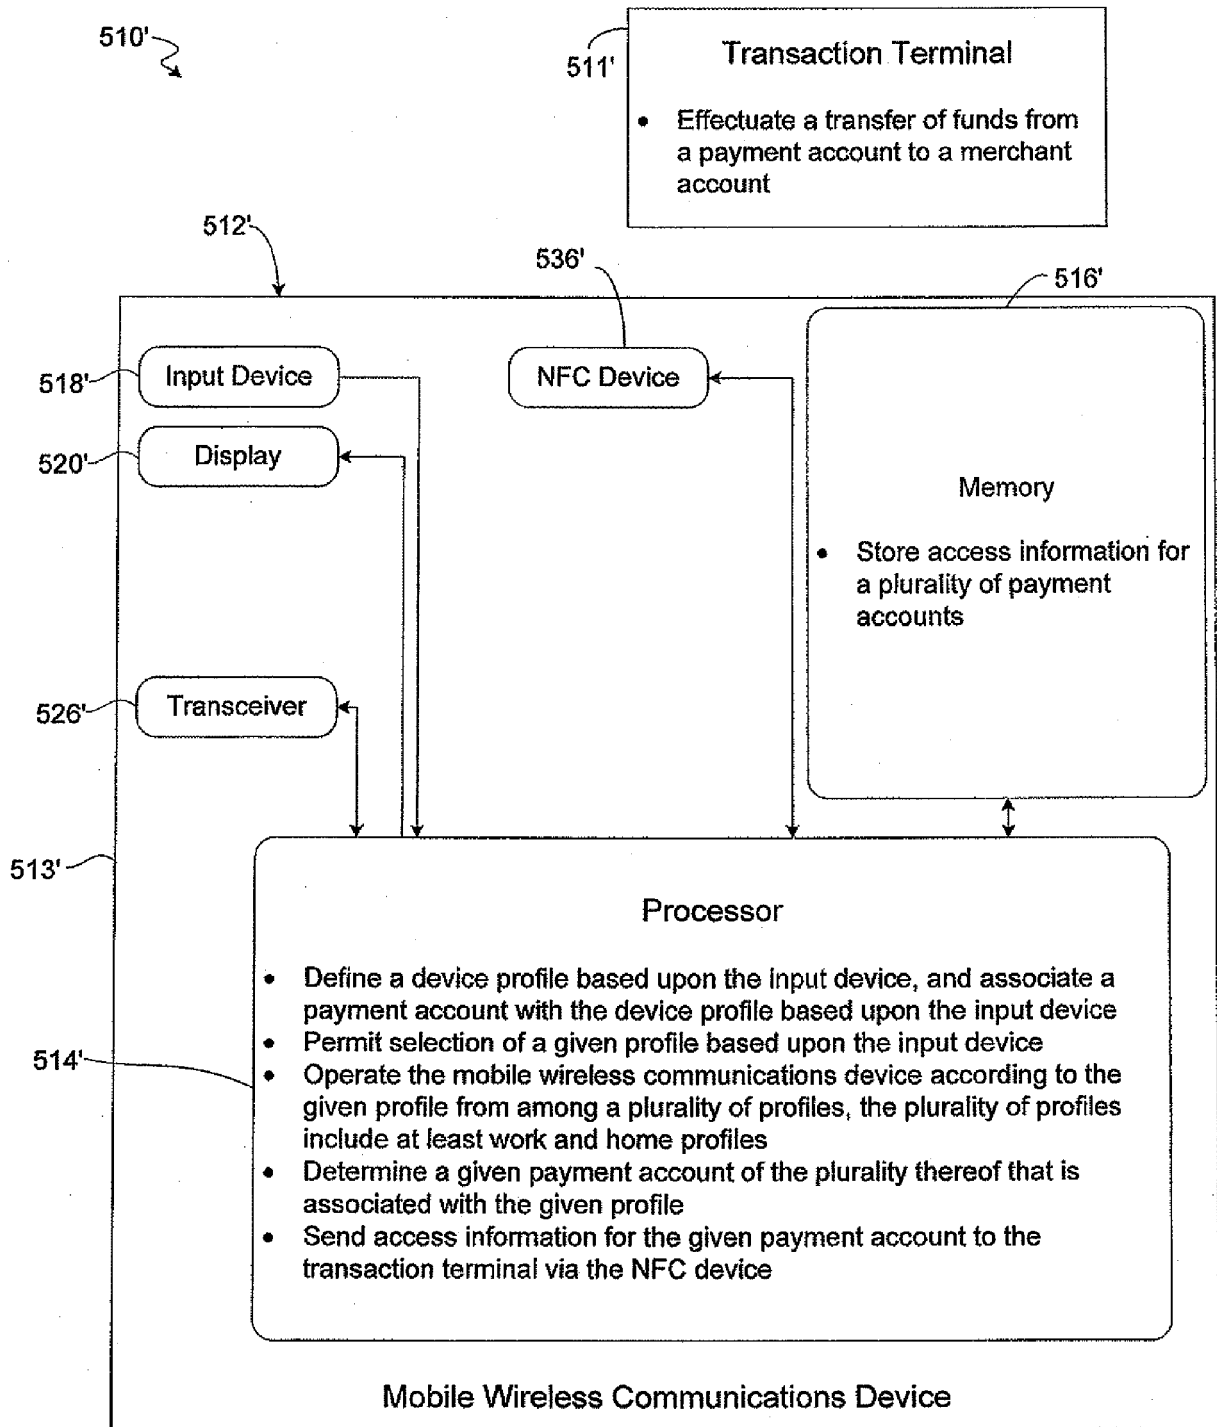 510'
511'
Transaction Terminal
• Effectuate a transfer of funds from
a payment account to a merchant
account
512'
536'
516'
518'
Input Device
NFC Device
520'
Display
Memory
• Store access information for
a plurality of payment
accounts
526'
Transceiver
513'
514'
Processor
• Define a device profile based upon the input device, and associate a
payment account with the device profile based upon the input device
• Permit selection of a given profile based upon the input device
• Operate the mobile wireless communications device according to the
given profile from among a plurality of profiles, the plurality of profiles
include at least work and home profiles
• Determine a given payment account of the plurality thereof that is
associated with the given profile
• Send access information for the given payment account to the
transaction terminal via the NFC device
Mobile Wireless Communications Device